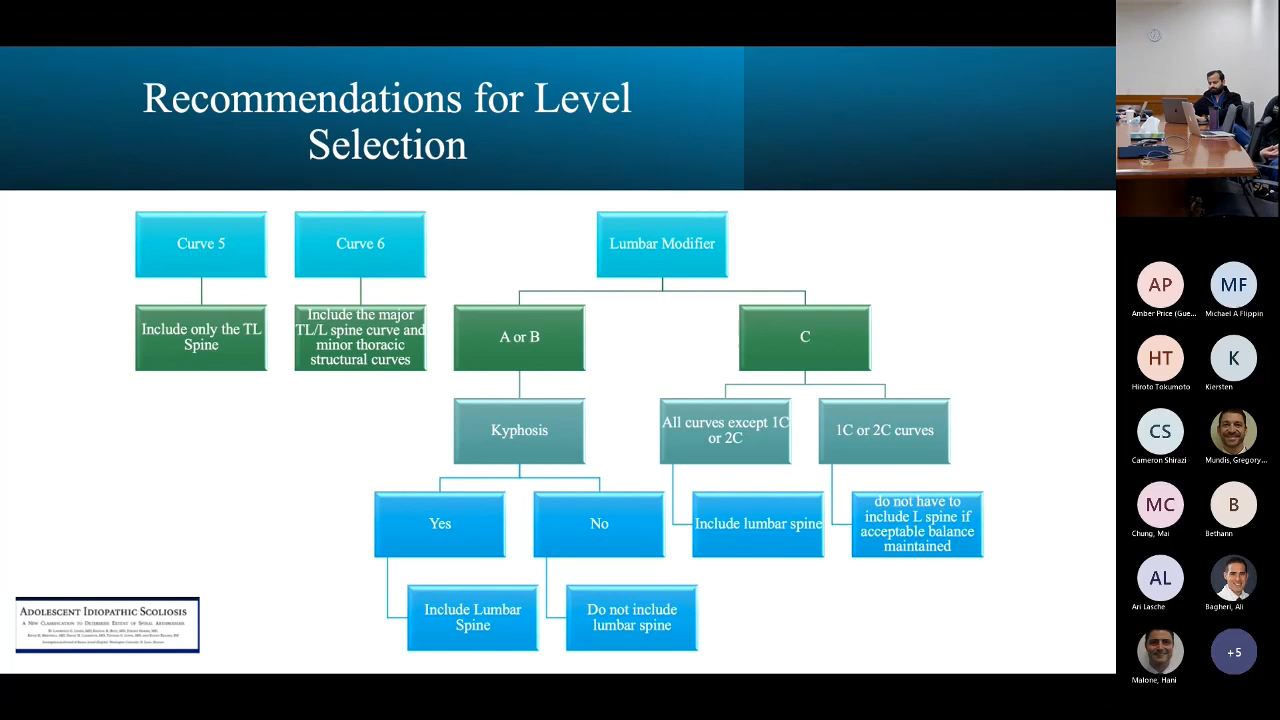 Recommendations for Level
Selection
Curve 5
Include only the TL
Spine
Curve 6
Include the major
TL/L spine curve and
minor thoracic
structural curves
Lumbar Modifier
A or B
C
Kyphosis
All curves except 1C
or 2C
1C or 2C curves
Yes
No
Include lumbar spine
do not have to
include L spine if
acceptable balance
maintained
Include Lumbar
Spine
Do not include
lumbar spine
ADOLESCENT IDIOPATHIC SCOLIOSIS
A NEW CLASSIFICATION TO DETERMINE EXTENT OF SPINAL ARTHRODESIS
AP
Amber Price (Gue...
MF
Michael A Flippin
HT
Hiroto Tokumoto
K
Kiersten
CS
Cameron Shirazi
Mundis, Gregory...
MC
Chung, Mai
B
Bethann
AL
Ari Lasche
Bagheri, Ali
Malone, Hani
+5